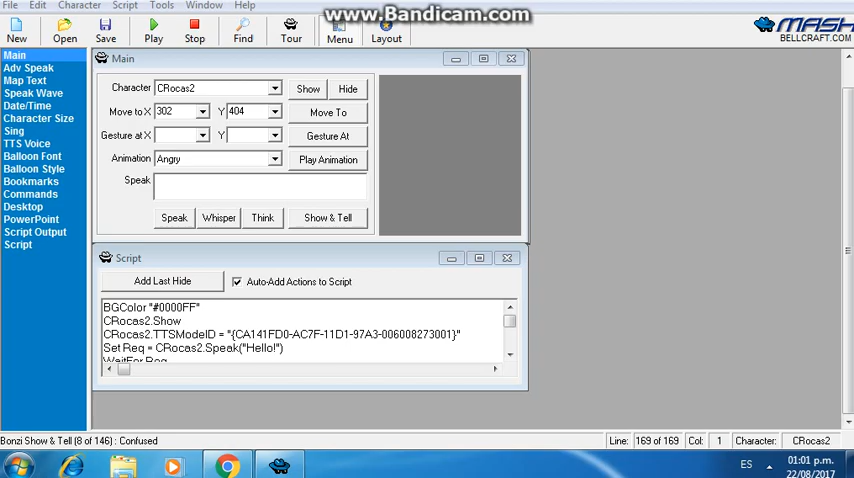 www.Bandicam.com
File Edit Character Script Tools Window Help
New Open Save Play Stop Find Tour Menu Layout
MASH
BELLCRAFT.COM
Main
Adv Speak
Map Text
Speak Wave
Date/Time
Character Size
Sing
TTS Voice
Balloon Font
Balloon Style
Bookmarks
Commands
Desktop
PowerPoint
Script Output
Script
Main
Character CRocas2 Show Hide
Move to X 302 Y 404 Move To
Gesture at X Y Gesture At
Animation Angry Play Animation
Speak
Speak Whisper Think Show & Tell
Script
Add Last Hide Auto-Add Actions to Script
BGColor "#0000FF"
CRocas2.Show
CRocas2.TTSModeID = "{CA141FD0-AC7F-11D1-97A3-006008273001}"
Set Req = CRocas2.Speak("Hello!")
WaitFor Req
Bonzi Show & Tell (8 of 146) : Confused Line: 169 of 169 Col: 1 Character: CRocas2
ES 01:01 p.m.
22/08/2017